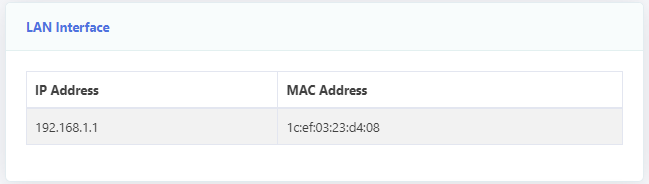 LAN Interface
IP Address MAC Address
192.168.1.1 1c:ef:03:23:d4:08